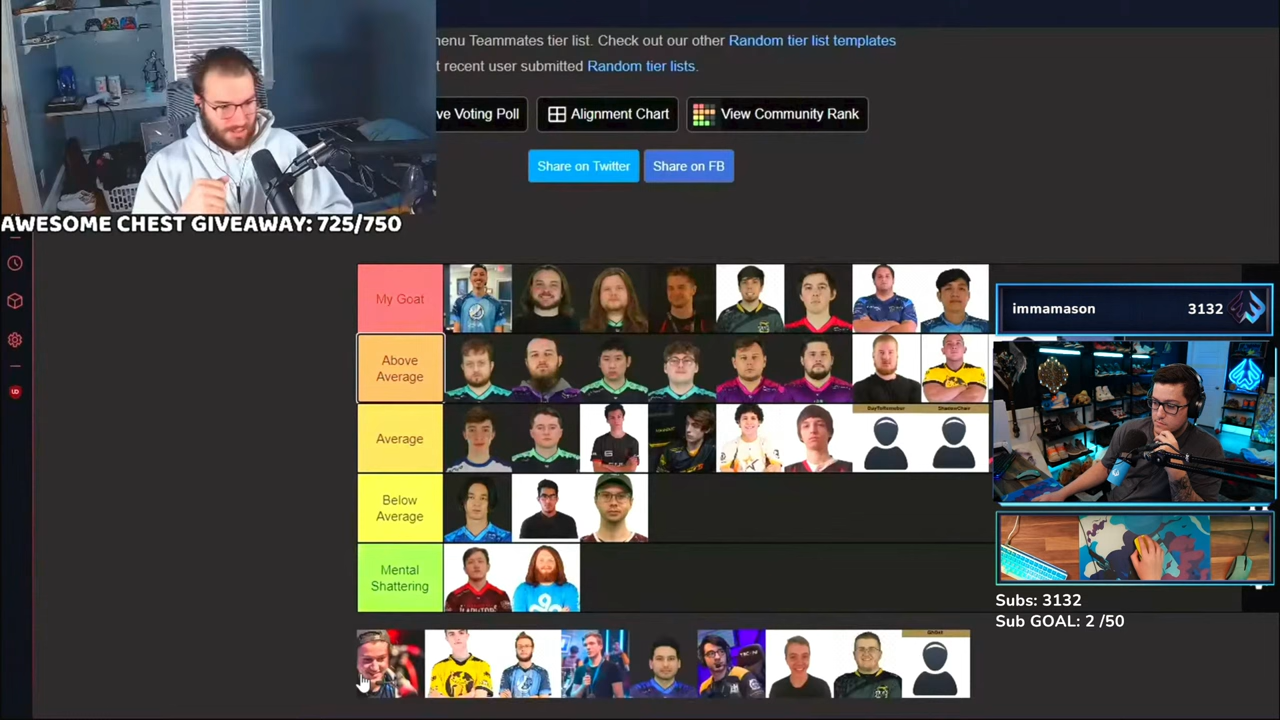 enu Teammates tier list. Check out our other Random tier list templates
t recent user submitted Random tier lists.
ve Voting Poll
Alignment Chart
View Community Rank
Share on Twitter
Share on FB
AWESOME CHEST GIVEAWAY: 725/750
My Goat
Above
Average
Average
Below
Average
Mental
Shattering
immamason 3132
Subs: 3132
Sub GOAL: 2 /50